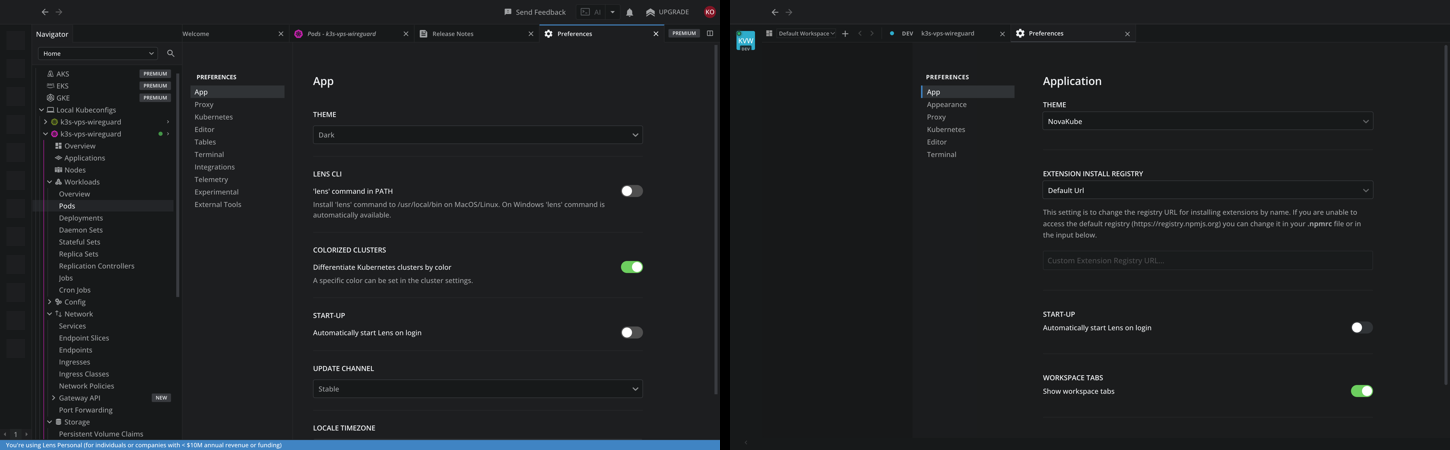 Send Feedback
AI
UPGRADE
KO
Navigator
Welcome
Pods - k3s-vps-wireguard
Release Notes
Preferences
PREMIUM
Home
AKS PREMIUM
EKS PREMIUM
GKE PREMIUM
Local Kubeconfigs
k3s-vps-wireguard
k3s-vps-wireguard
Overview
Applications
Nodes
Workloads
Overview
Pods
Deployments
Daemon Sets
Stateful Sets
Replica Sets
Replication Controllers
Jobs
Cron Jobs
Config
Network
Services
Endpoint Slices
Endpoints
Ingresses
Ingress Classes
Network Policies
Gateway API NEW
Port Forwarding
Storage
Persistent Volume Claims
1
You're using Lens Personal (for individuals or companies with < $10M annual revenue or funding)
PREFERENCES
App
Proxy
Kubernetes
Editor
Tables
Terminal
Integrations
Telemetry
Experimental
External Tools
App
THEME
Dark
LENS CLI
'lens' command in PATH
Install 'lens' command to /usr/local/bin on MacOS/Linux. On Windows 'lens' command is
automatically available.
COLORIZED CLUSTERS
Differentiate Kubernetes clusters by color
A specific color can be set in the cluster settings.
START-UP
Automatically start Lens on login
UPDATE CHANNEL
Stable
LOCALE TIMEZONE
KVW
DEV
Default Workspace
DEV k3s-vps-wireguard
Preferences
PREFERENCES
App
Appearance
Proxy
Kubernetes
Editor
Terminal
Application
THEME
NovaKube
EXTENSION INSTALL REGISTRY
Default Url
This setting is to change the registry URL for installing extensions by name. If you are unable to
access the default registry (https://registry.npmjs.org) you can change it in your .npmrc file or in
the input below.
Custom Extension Registry URL...
START-UP
Automatically start Lens on login
WORKSPACE TABS
Show workspace tabs